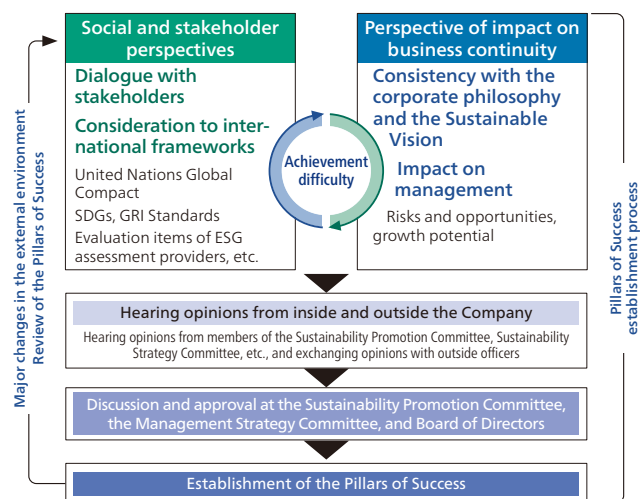 Social and stakeholder
perspectives
Dialogue with
stakeholders
Consideration to inter-
national frameworks
United Nations Global
Compact
SDGs, GRI Standards
Evaluation items of ESG
assessment providers, etc.
Achievement
difficulty
Perspective of impact on
business continuity
Consistency with the
corporate philosophy
and the Sustainable
Vision
Impact on
management
Risks and opportunities,
growth potential
Hearing opinions from inside and outside the Company
Hearing opinions from members of the Sustainability Promotion Committee, Sustainability
Strategy Committee, etc., and exchanging opinions with outside officers
Discussion and approval at the Sustainability Promotion Committee,
the Management Strategy Committee, and Board of Directors
Establishment of the Pillars of Success
Major changes in the external environment
Review of the Pillars of Success
Pillars of Success
establishment process